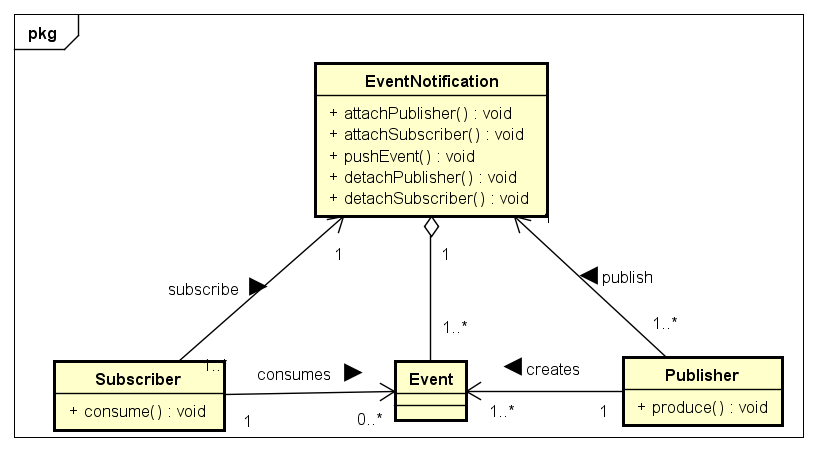 pkg
EventNotification
+ attachPublisher() : void
+ attachSubscriber() : void
+ pushEvent() : void
+ detachPublisher() : void
+ detachSubscriber() : void
1
1
subscribe
publish
1..*
1..*
Subscriber
+ consume() : void
consumes
Event
creates
Publisher
+ produce() : void
1
0..*
1..*
1